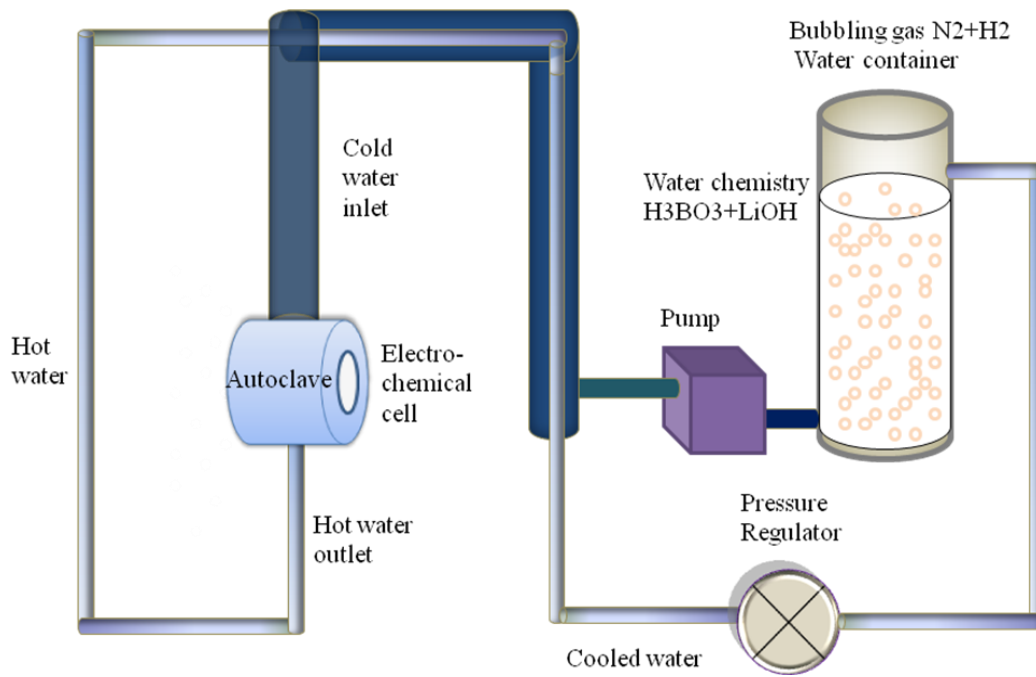 Bubbling gas N2+H2
Water container
Cold
water
inlet
Water chemistry
H3BO3+LiOH
Pump
Hot
water
Autoclave
Electro-
chemical
cell
Hot water
outlet
Pressure
Regulator
Cooled water